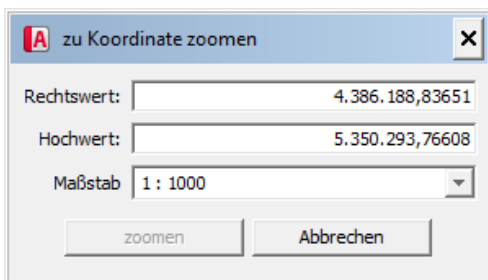 A zu Koordinate zoomen
Rechtswert: 4.386.188,83651
Hochwert: 5.350.293,76608
Maßstab 1 : 1000
zoomen Abbrechen